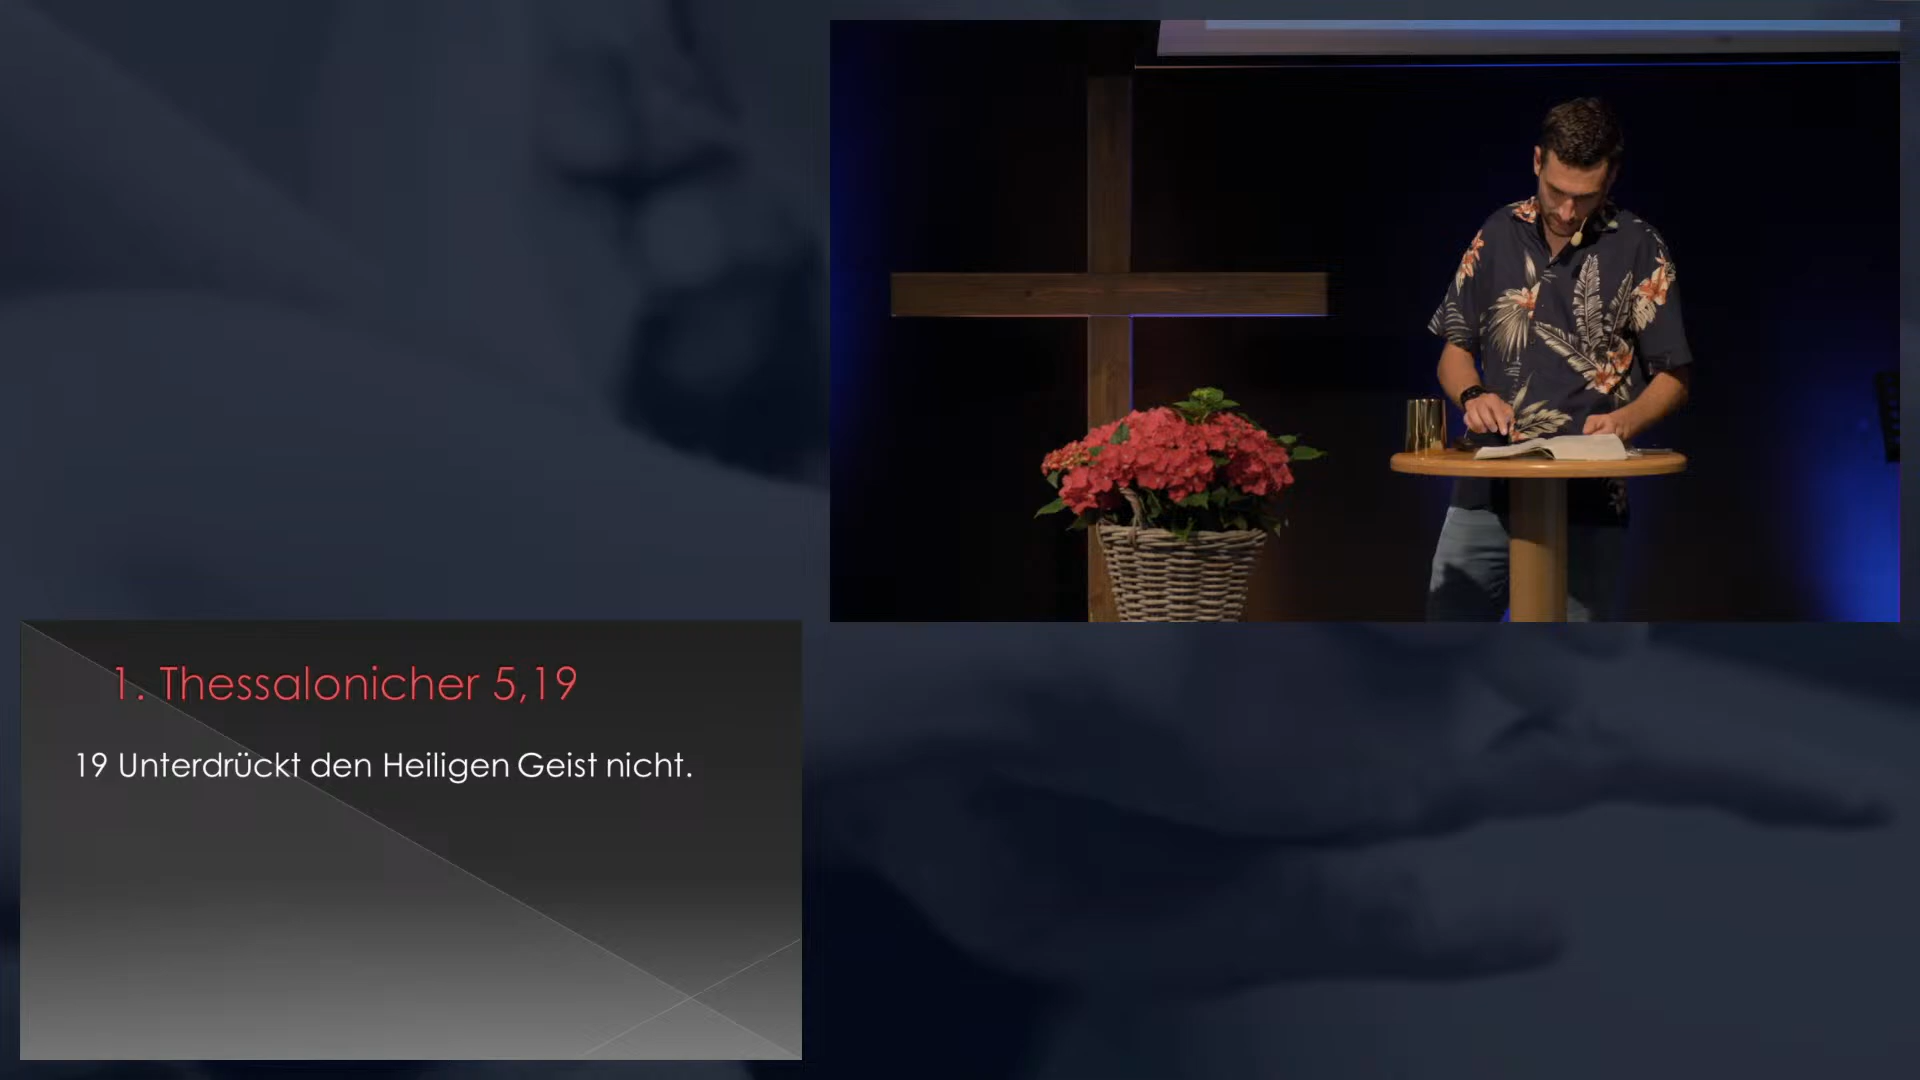 1. Thessalonicher 5,19
19 Unterdrückt den Heiligen Geist nicht.